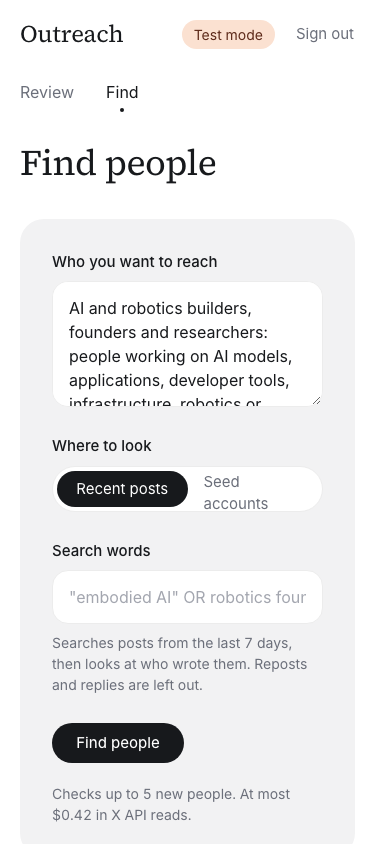 Outreach
Test mode
Sign out
Review
Find
Find people
Who you want to reach
AI and robotics builders,
founders and researchers:
people working on AI models,
applications, developer tools,
infrastructure, robotics or
Where to look
Recent posts
Seed
accounts
Search words
"embodied AI" OR robotics four
Searches posts from the last 7 days,
then looks at who wrote them. Reposts
and replies are left out.
Find people
Checks up to 5 new people. At most
$0.42 in X API reads.